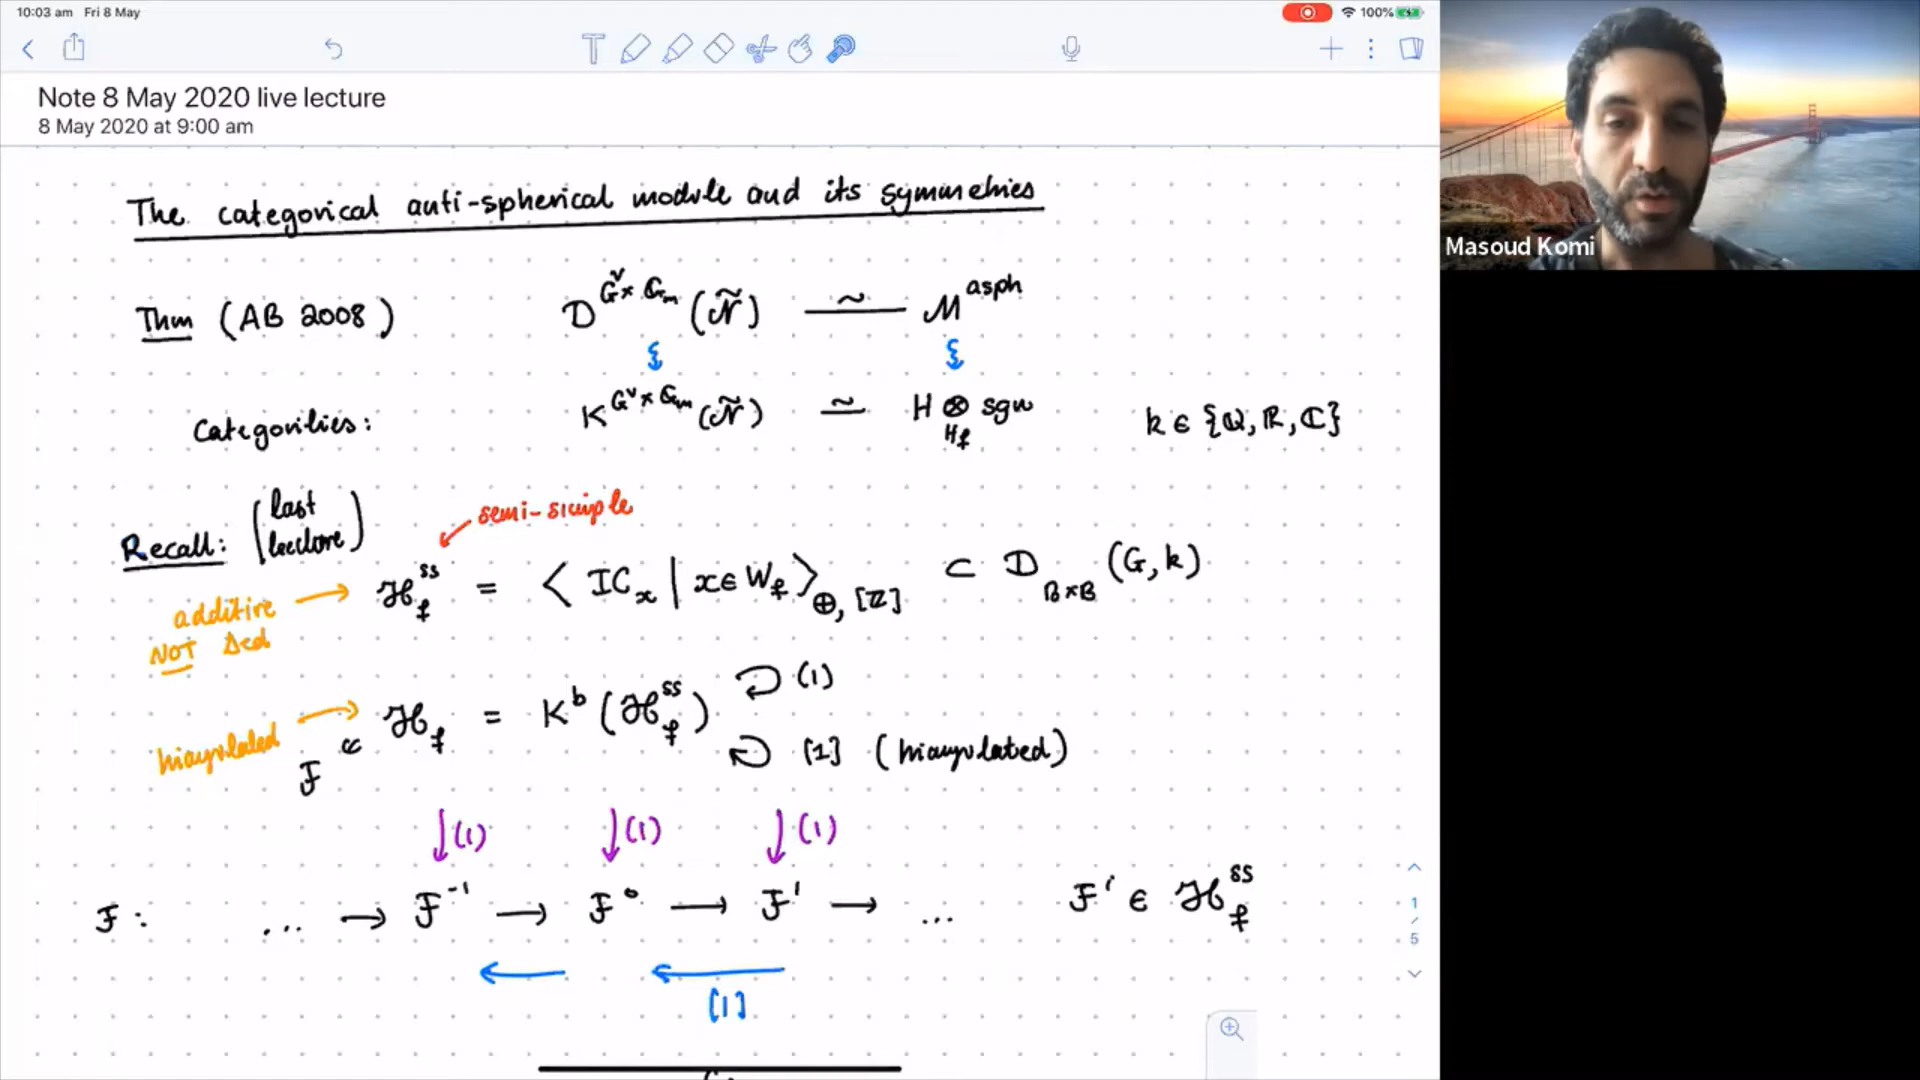 10:03 am Fri 8 May
100%
Note 8 May 2020 live lecture
8 May 2020 at 9:00 am
Masoud Komi
The categorical anti-spherical module and its symmetries
Thm (AB 2008) D^{G^∨ × G_m} (Ñ) ~ M^{asph}
Categorifies: K^{G^∨ × G_m} (Ñ) ≃ H ⊗_{H_f} sgn k ∈ {ℚ, ℝ, ℂ}
Recall: (last lecture)
semi-simple
additive NOT Δed → ℋ_f^{ss} = ⟨ IC_x | x ∈ W_f ⟩_{⊕, [ℤ]} ⊂ D_{B×B} (G, k)
triangulated → ℋ_f = K^b (ℋ_f^{ss}) ↻ (1)
↻ [1] (triangulated)
F ∈
↓(1) ↓(1) ↓(1)
F : ... → F^{-1} → F^0 → F^1 → ... F^i ∈ ℋ_f^{ss}
← ←
[1]
1
/
5